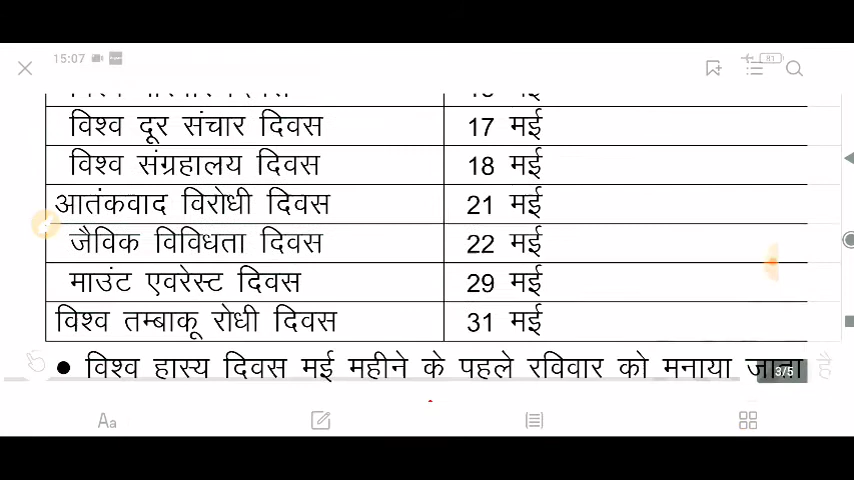 15:07
81
विश्व दूर संचार दिवस 17 मई
विश्व संग्रहालय दिवस 18 मई
आतंकवाद विरोधी दिवस 21 मई
जैविक विविधता दिवस 22 मई
माउंट एवरेस्ट दिवस 29 मई
विश्व तम्बाकू रोधी दिवस 31 मई
● विश्व हास्य दिवस मई महीने के पहले रविवार को मनाया जाता है
3/5
Aa